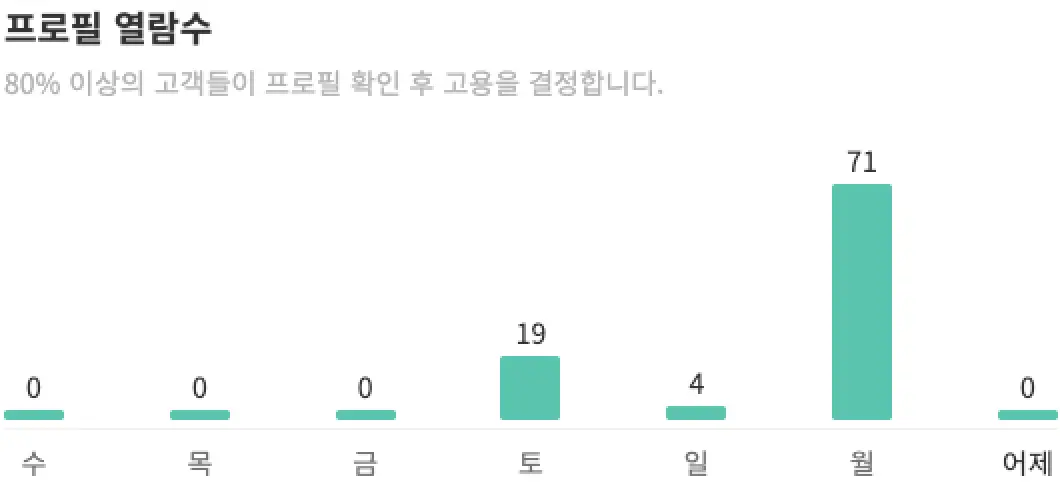 프로필 열람수
80% 이상의 고객들이 프로필 확인 후 고용을 결정합니다.
0 0 0 19 4 71 0
수 목 금 토 일 월 어제